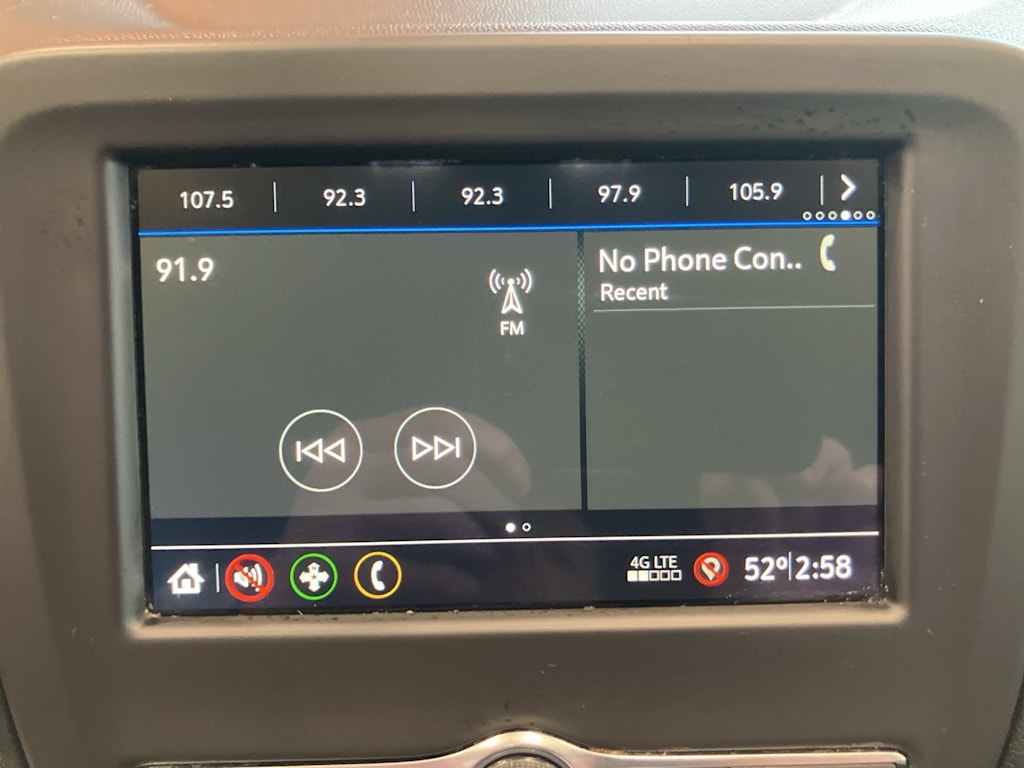 107.5 92.3 92.3 97.9 105.9
91.9
FM
No Phone Con..
Recent
4G LTE
52° 2:58